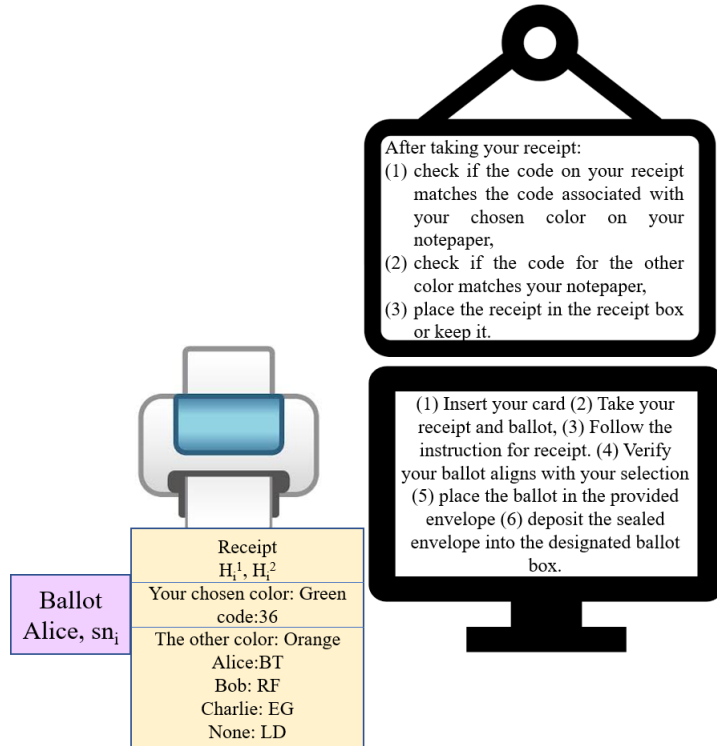 After taking your receipt:
(1) check if the code on your receipt
matches the code associated with
your chosen color on your
notepaper,
(2) check if the code for the other
color matches your notepaper,
(3) place the receipt in the receipt box
or keep it.
(1) Insert your card (2) Take your
receipt and ballot, (3) Follow the
instruction for receipt. (4) Verify
your ballot aligns with your selection
(5) place the ballot in the provided
envelope (6) deposit the sealed
envelope into the designated ballot
box.
Receipt
Hᵢ¹, Hᵢ²
Your chosen color: Green
code:36
The other color: Orange
Alice:BT
Bob: RF
Charlie: EG
None: LD
Ballot
Alice, snᵢ